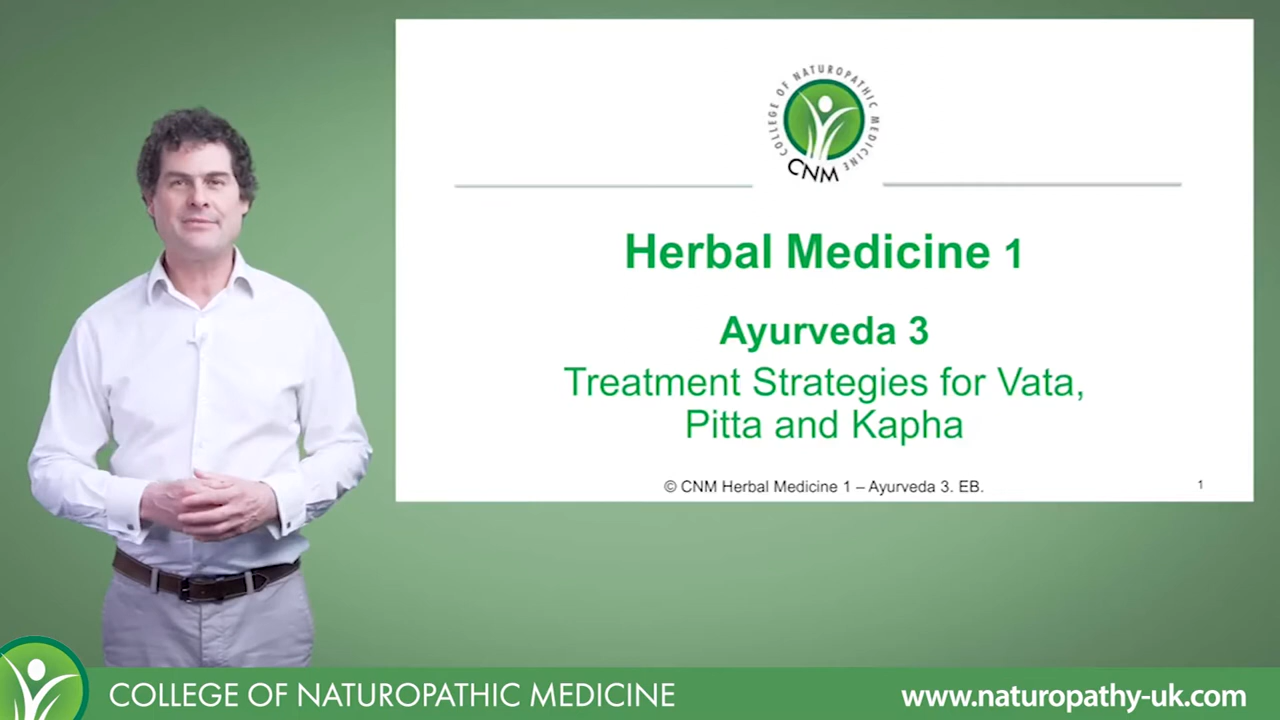 COLLEGE OF NATUROPATHIC MEDICINE
CNM
Herbal Medicine 1
Ayurveda 3
Treatment Strategies for Vata,
Pitta and Kapha
© CNM Herbal Medicine 1 – Ayurveda 3. EB.
1
COLLEGE OF NATUROPATHIC MEDICINE
www.naturopathy-uk.com